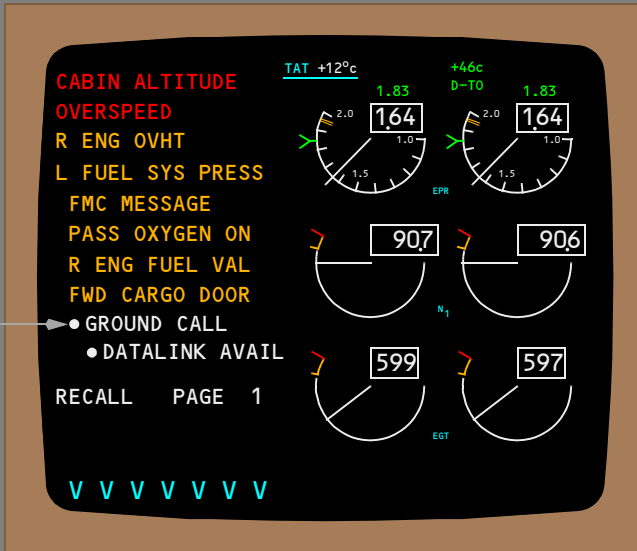 CABIN ALTITUDE
OVERSPEED
R ENG OVHT
L FUEL SYS PRESS
FMC MESSAGE
PASS OXYGEN ON
R ENG FUEL VAL
FWD CARGO DOOR
•GROUND CALL
•DATALINK AVAIL
RECALL PAGE 1
V V V V V V V
TAT +12°c
+46c
D-TO
1.83 1.83
2.0 1.64 2.0 1.64
1.0 1.0
1.5 1.5
EPR
90.7 90.6
N1
599 597
EGT